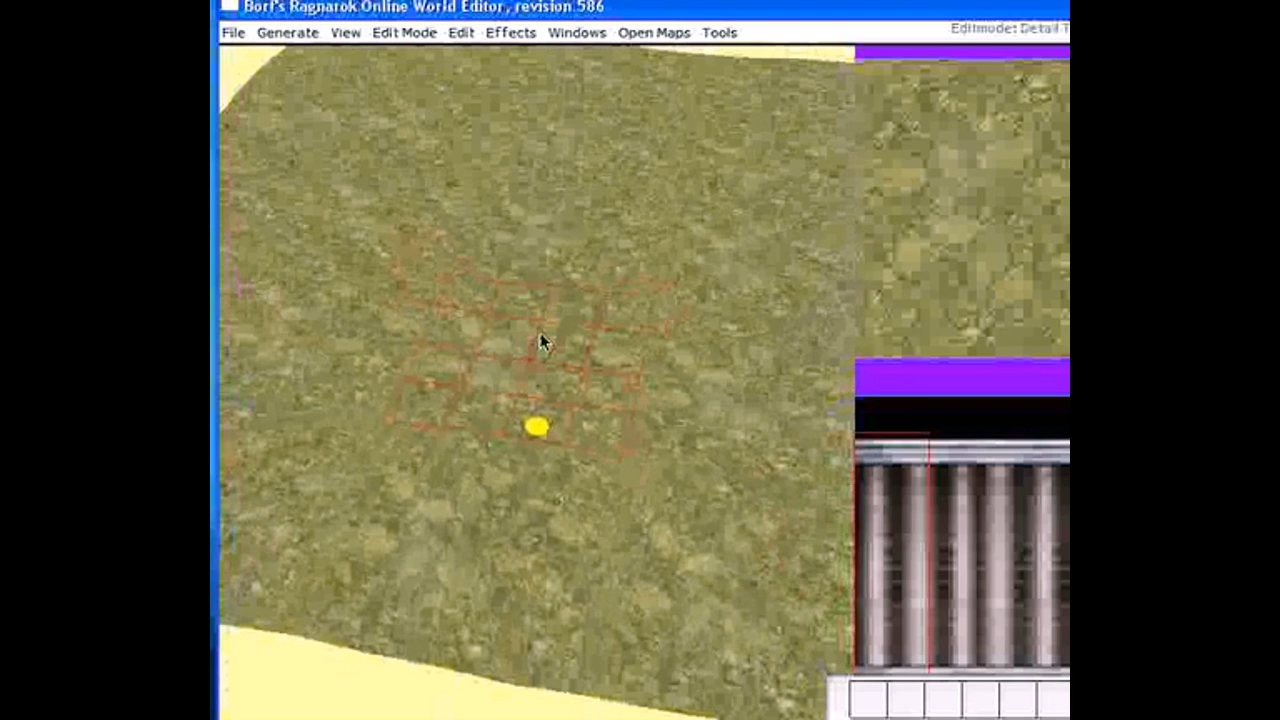 Borf's Ragnarok Online World Editor, revision 586
File Generate View Edit Mode Edit Effects Windows Open Maps Tools
Editmode: Detail